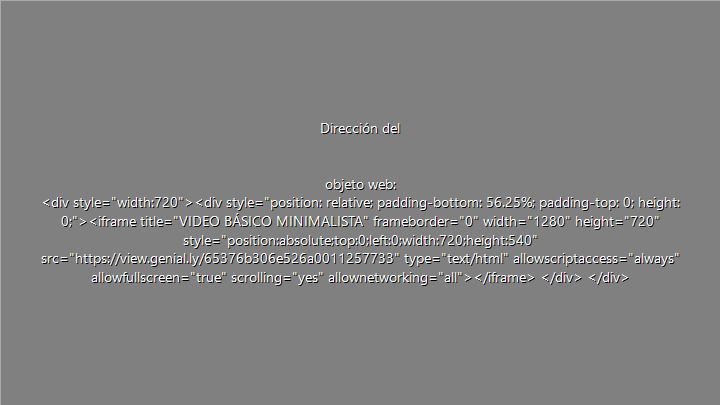 Dirección del
objeto web:
<div style="width:720"><div style="position: relative; padding-bottom: 56.25%; padding-top: 0; height:
0;"><iframe title="VIDEO BÁSICO MINIMALISTA" frameborder="0" width="1280" height="720"
style="position:absolute;top:0;left:0;width:720;height:540"
src="https://view.genial.ly/65376b306e526a0011257733" type="text/html" allowscriptaccess="always"
allowfullscreen="true" scrolling="yes" allownetworking="all"></iframe> </div> </div>